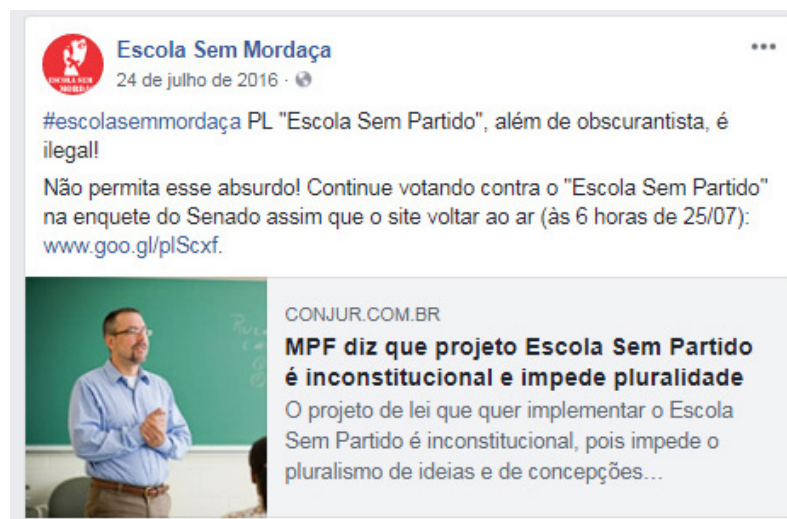 Escola Sem Mordaça
24 de julho de 2016
#escolasemmordaça PL "Escola Sem Partido", além de obscurantista, é
ilegal!
Não permita esse absurdo! Continue votando contra o "Escola Sem Partido"
na enquete do Senado assim que o site voltar ao ar (às 6 horas de 25/07):
www.goo.gl/plScxf.
CONJUR.COM.BR
MPF diz que projeto Escola Sem Partido
é inconstitucional e impede pluralidade
O projeto de lei que quer implementar o Escola
Sem Partido é inconstitucional, pois impede o
pluralismo de ideias e de concepções...